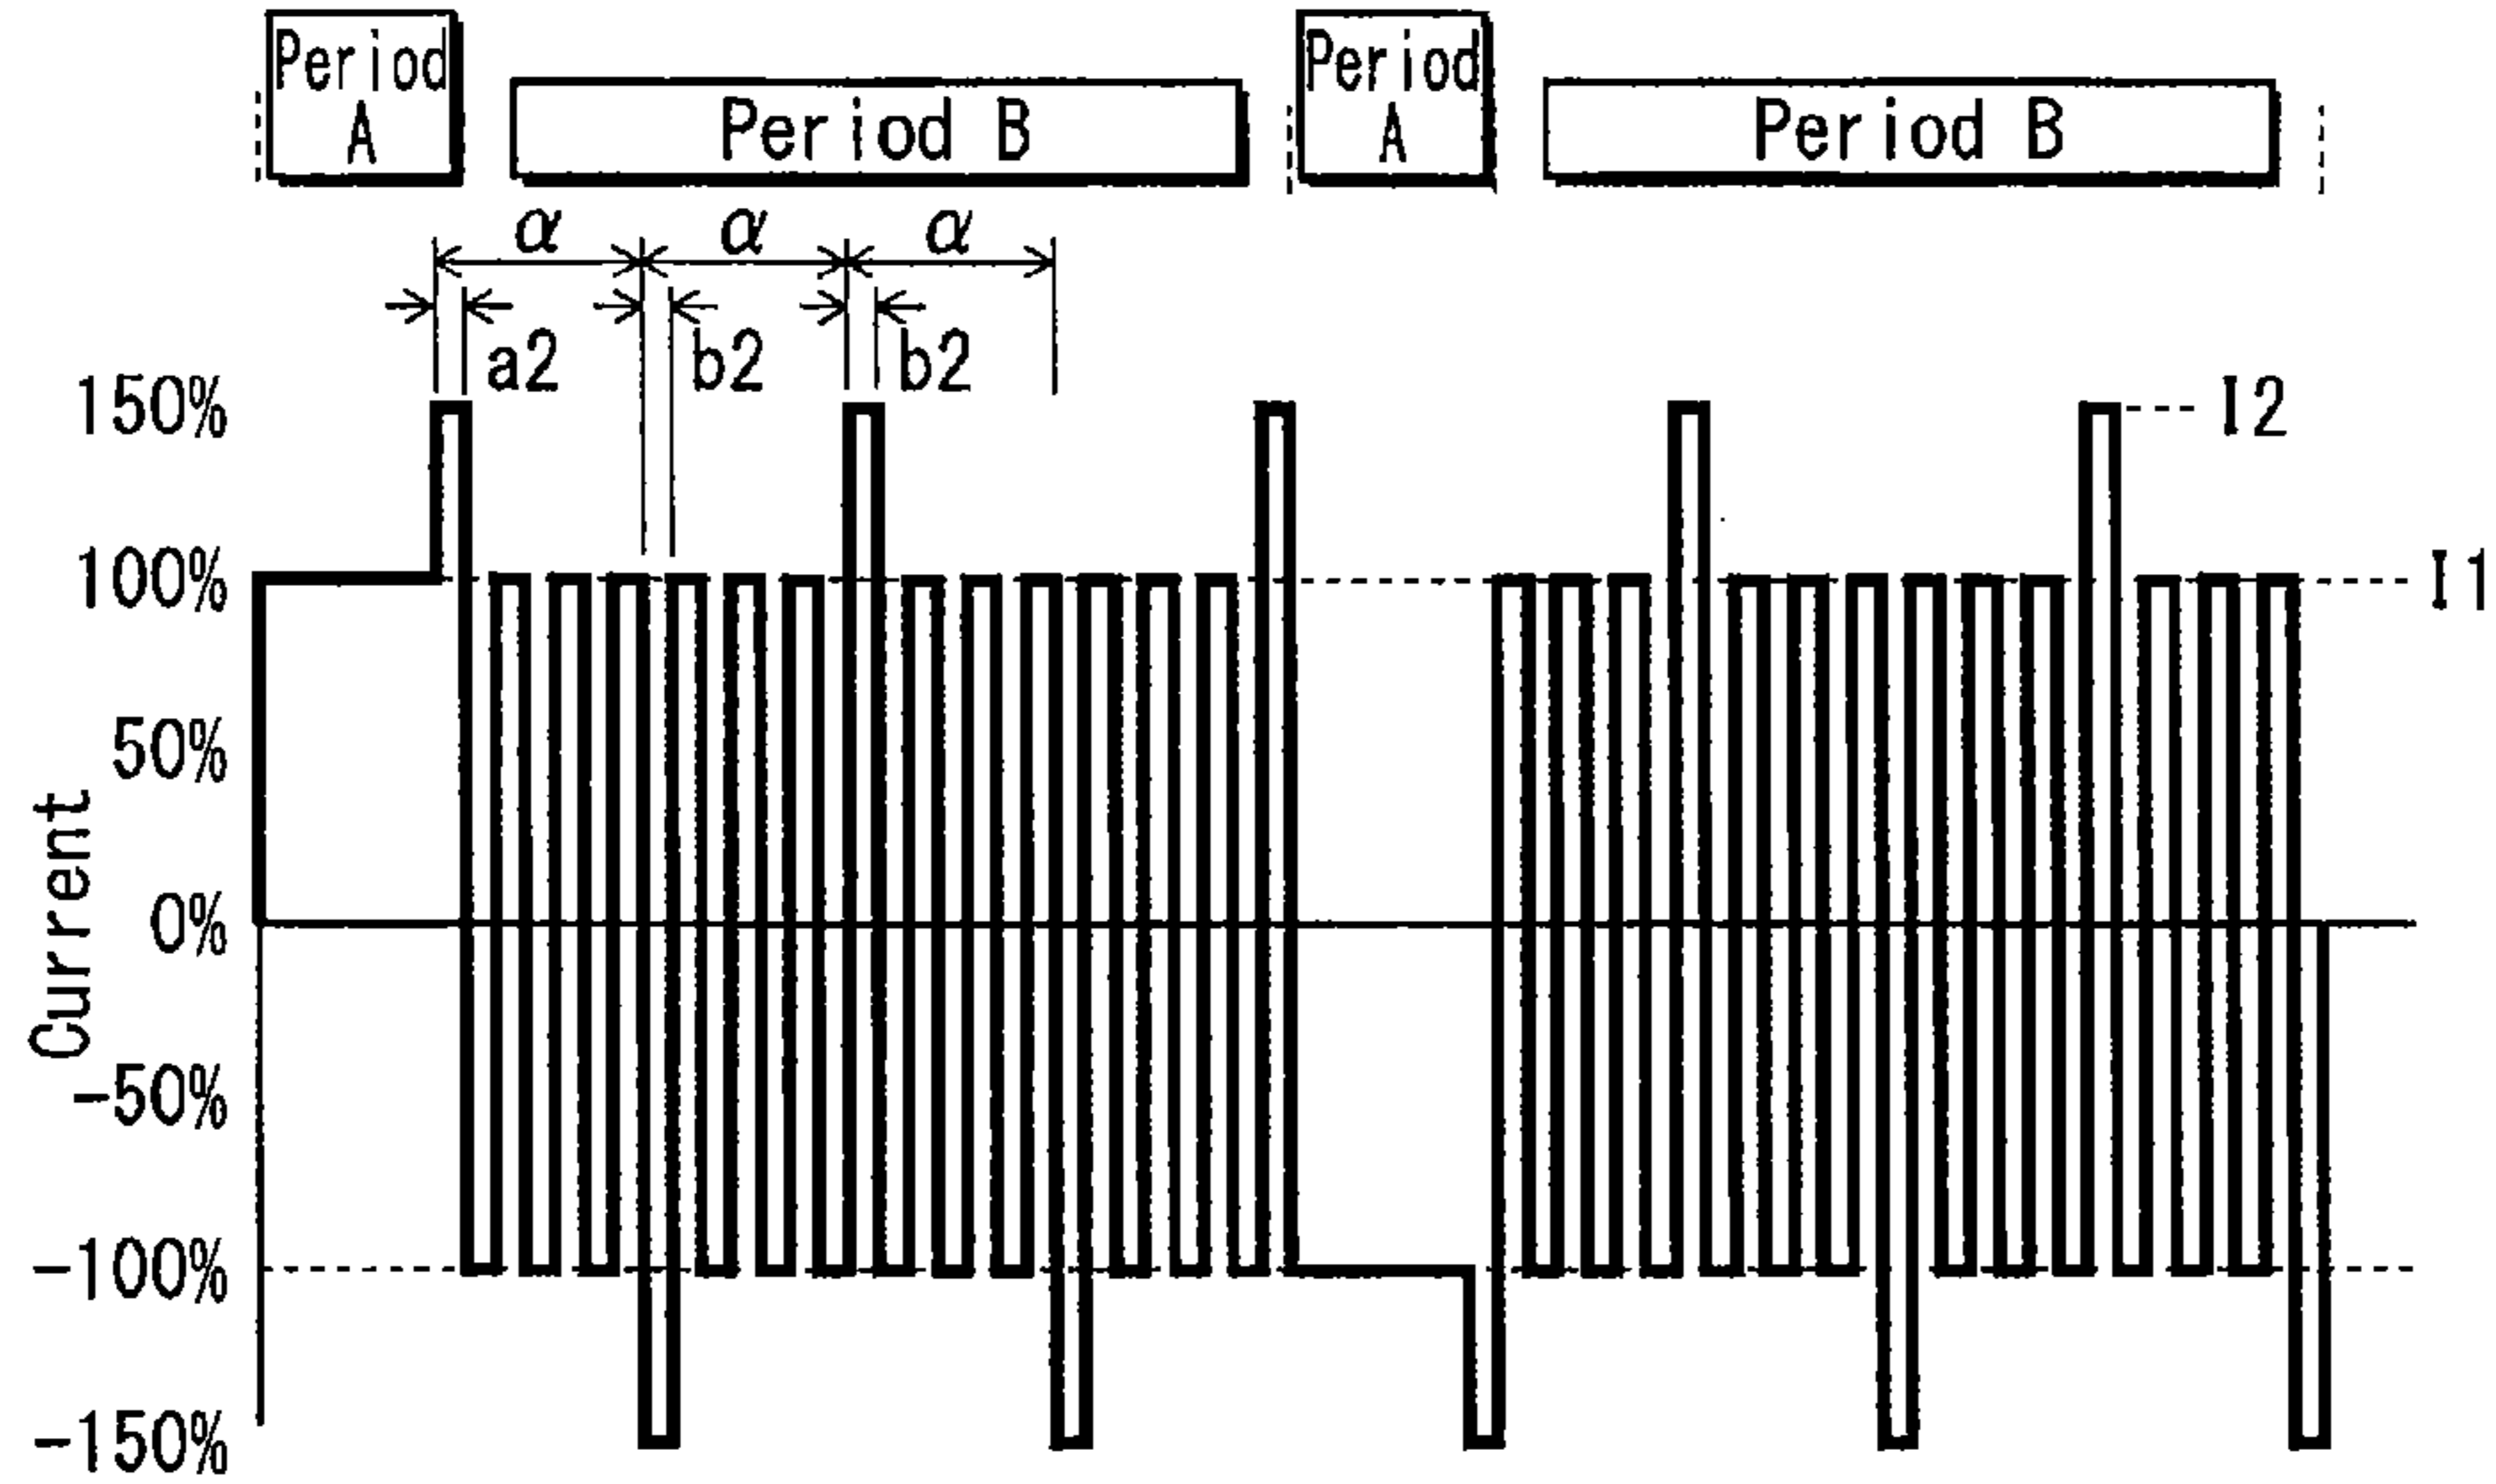 Period
A
Period B
Period
A
Period B
α
α
α
a2
b2
b2
150%
I2
100%
I1
50%
0%
-50%
-100%
-150%
Current